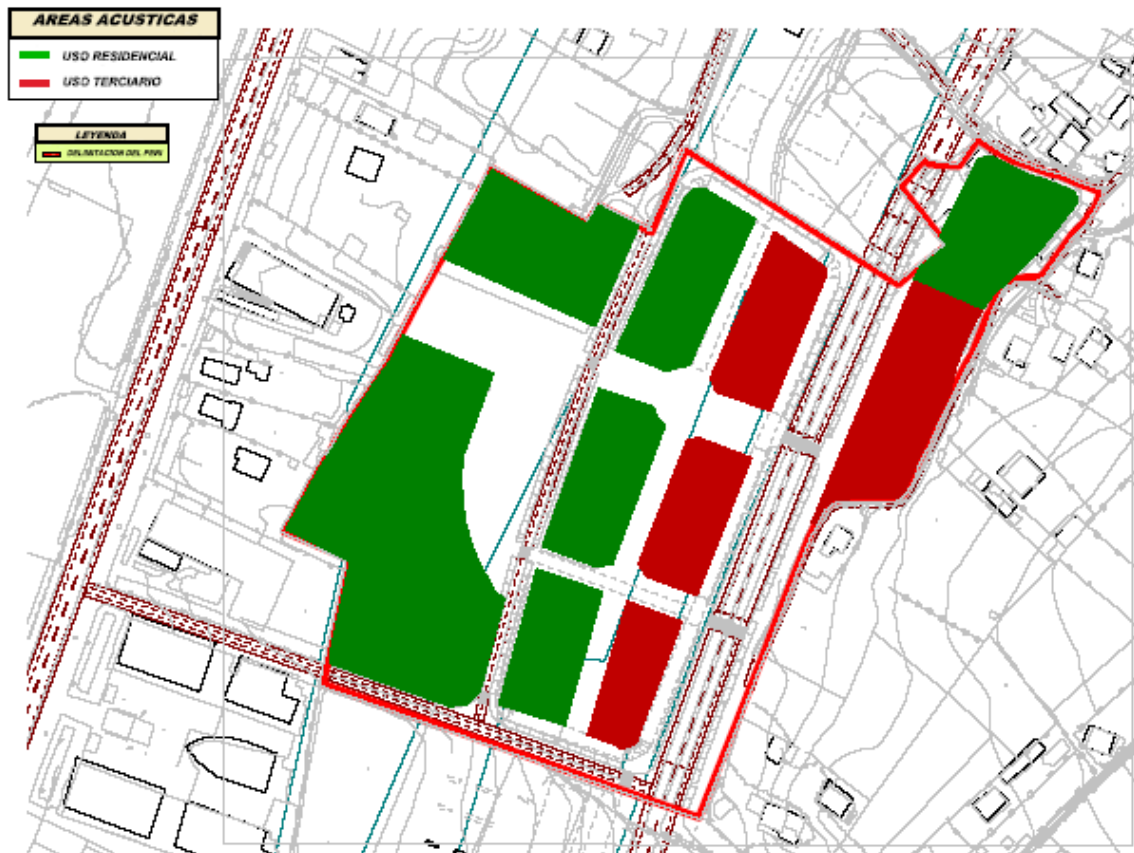 AREAS ACUSTICAS
USO RESIDENCIAL
USO TERCIARIO
LEYENDA
DELIMITACION DEL PERI